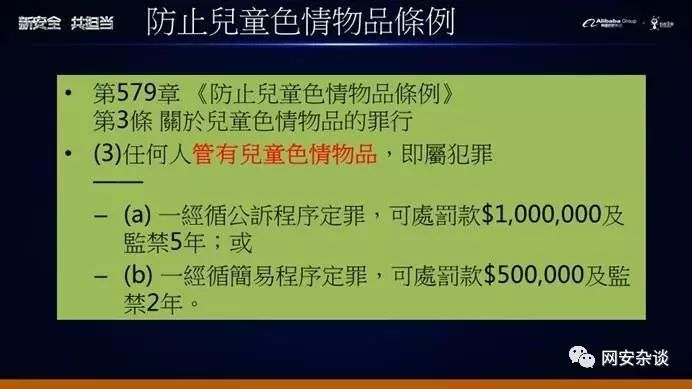 新安全 共担当
防止兒童色情物品條例
Alibaba Group
• 第579章 《防止兒童色情物品條例》
第3條 關於兒童色情物品的罪行
• (3)任何人管有兒童色情物品，即屬犯罪
——
– (a) 一經循公訴程序定罪，可處罰款$1,000,000及
監禁5年；或
– (b) 一經循簡易程序定罪，可處罰款$500,000及監
禁2年。
网安杂谈